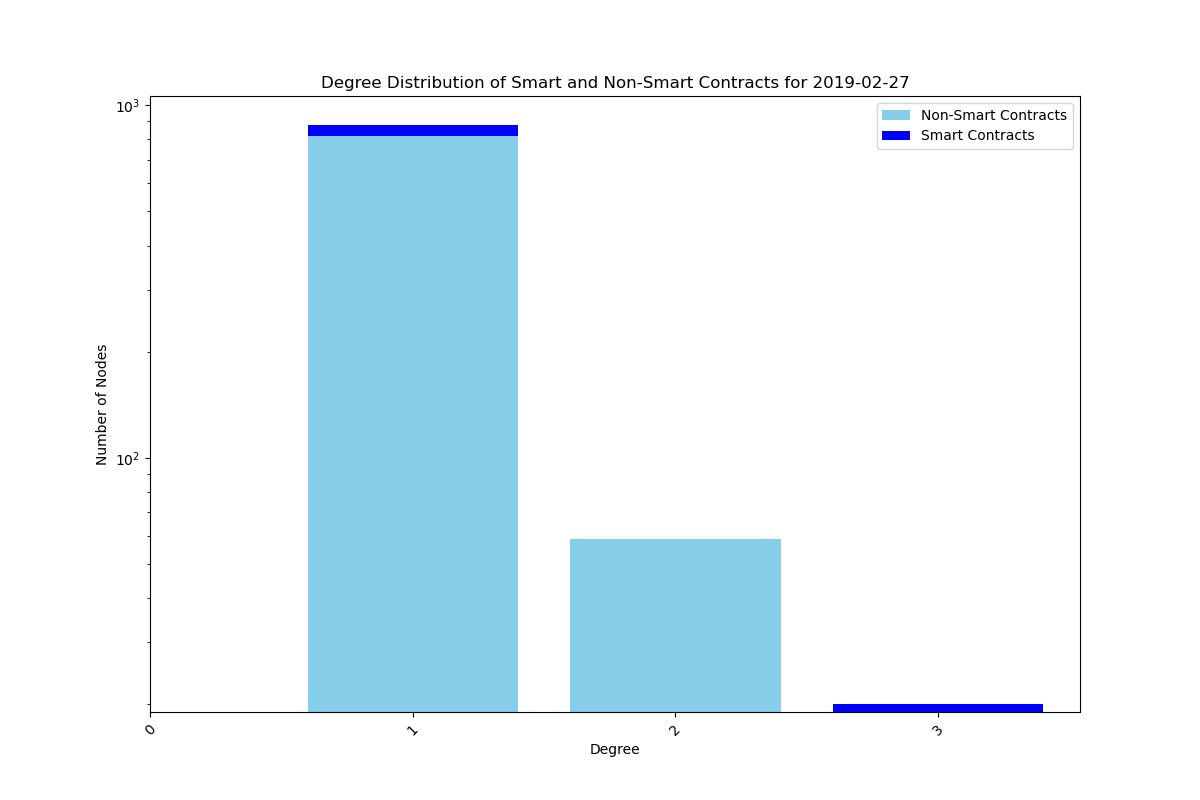 Degree Distribution of Smart and Non-Smart Contracts for 2019-02-27
10³
Non-Smart Contracts
Smart Contracts
Number of Nodes
10²
0
1
2
3
Degree